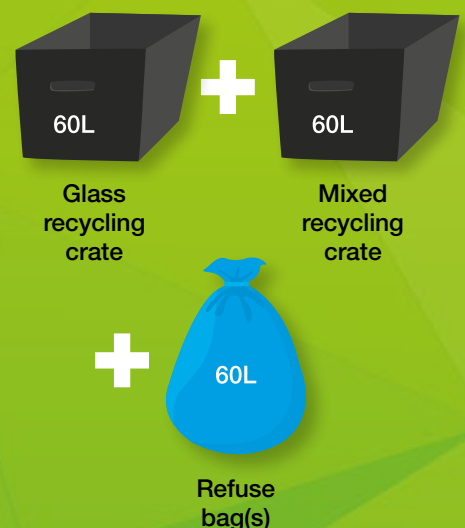 60L
60L
Glass
recycling
crate
Mixed
recycling
crate
60L
Refuse
bag(s)